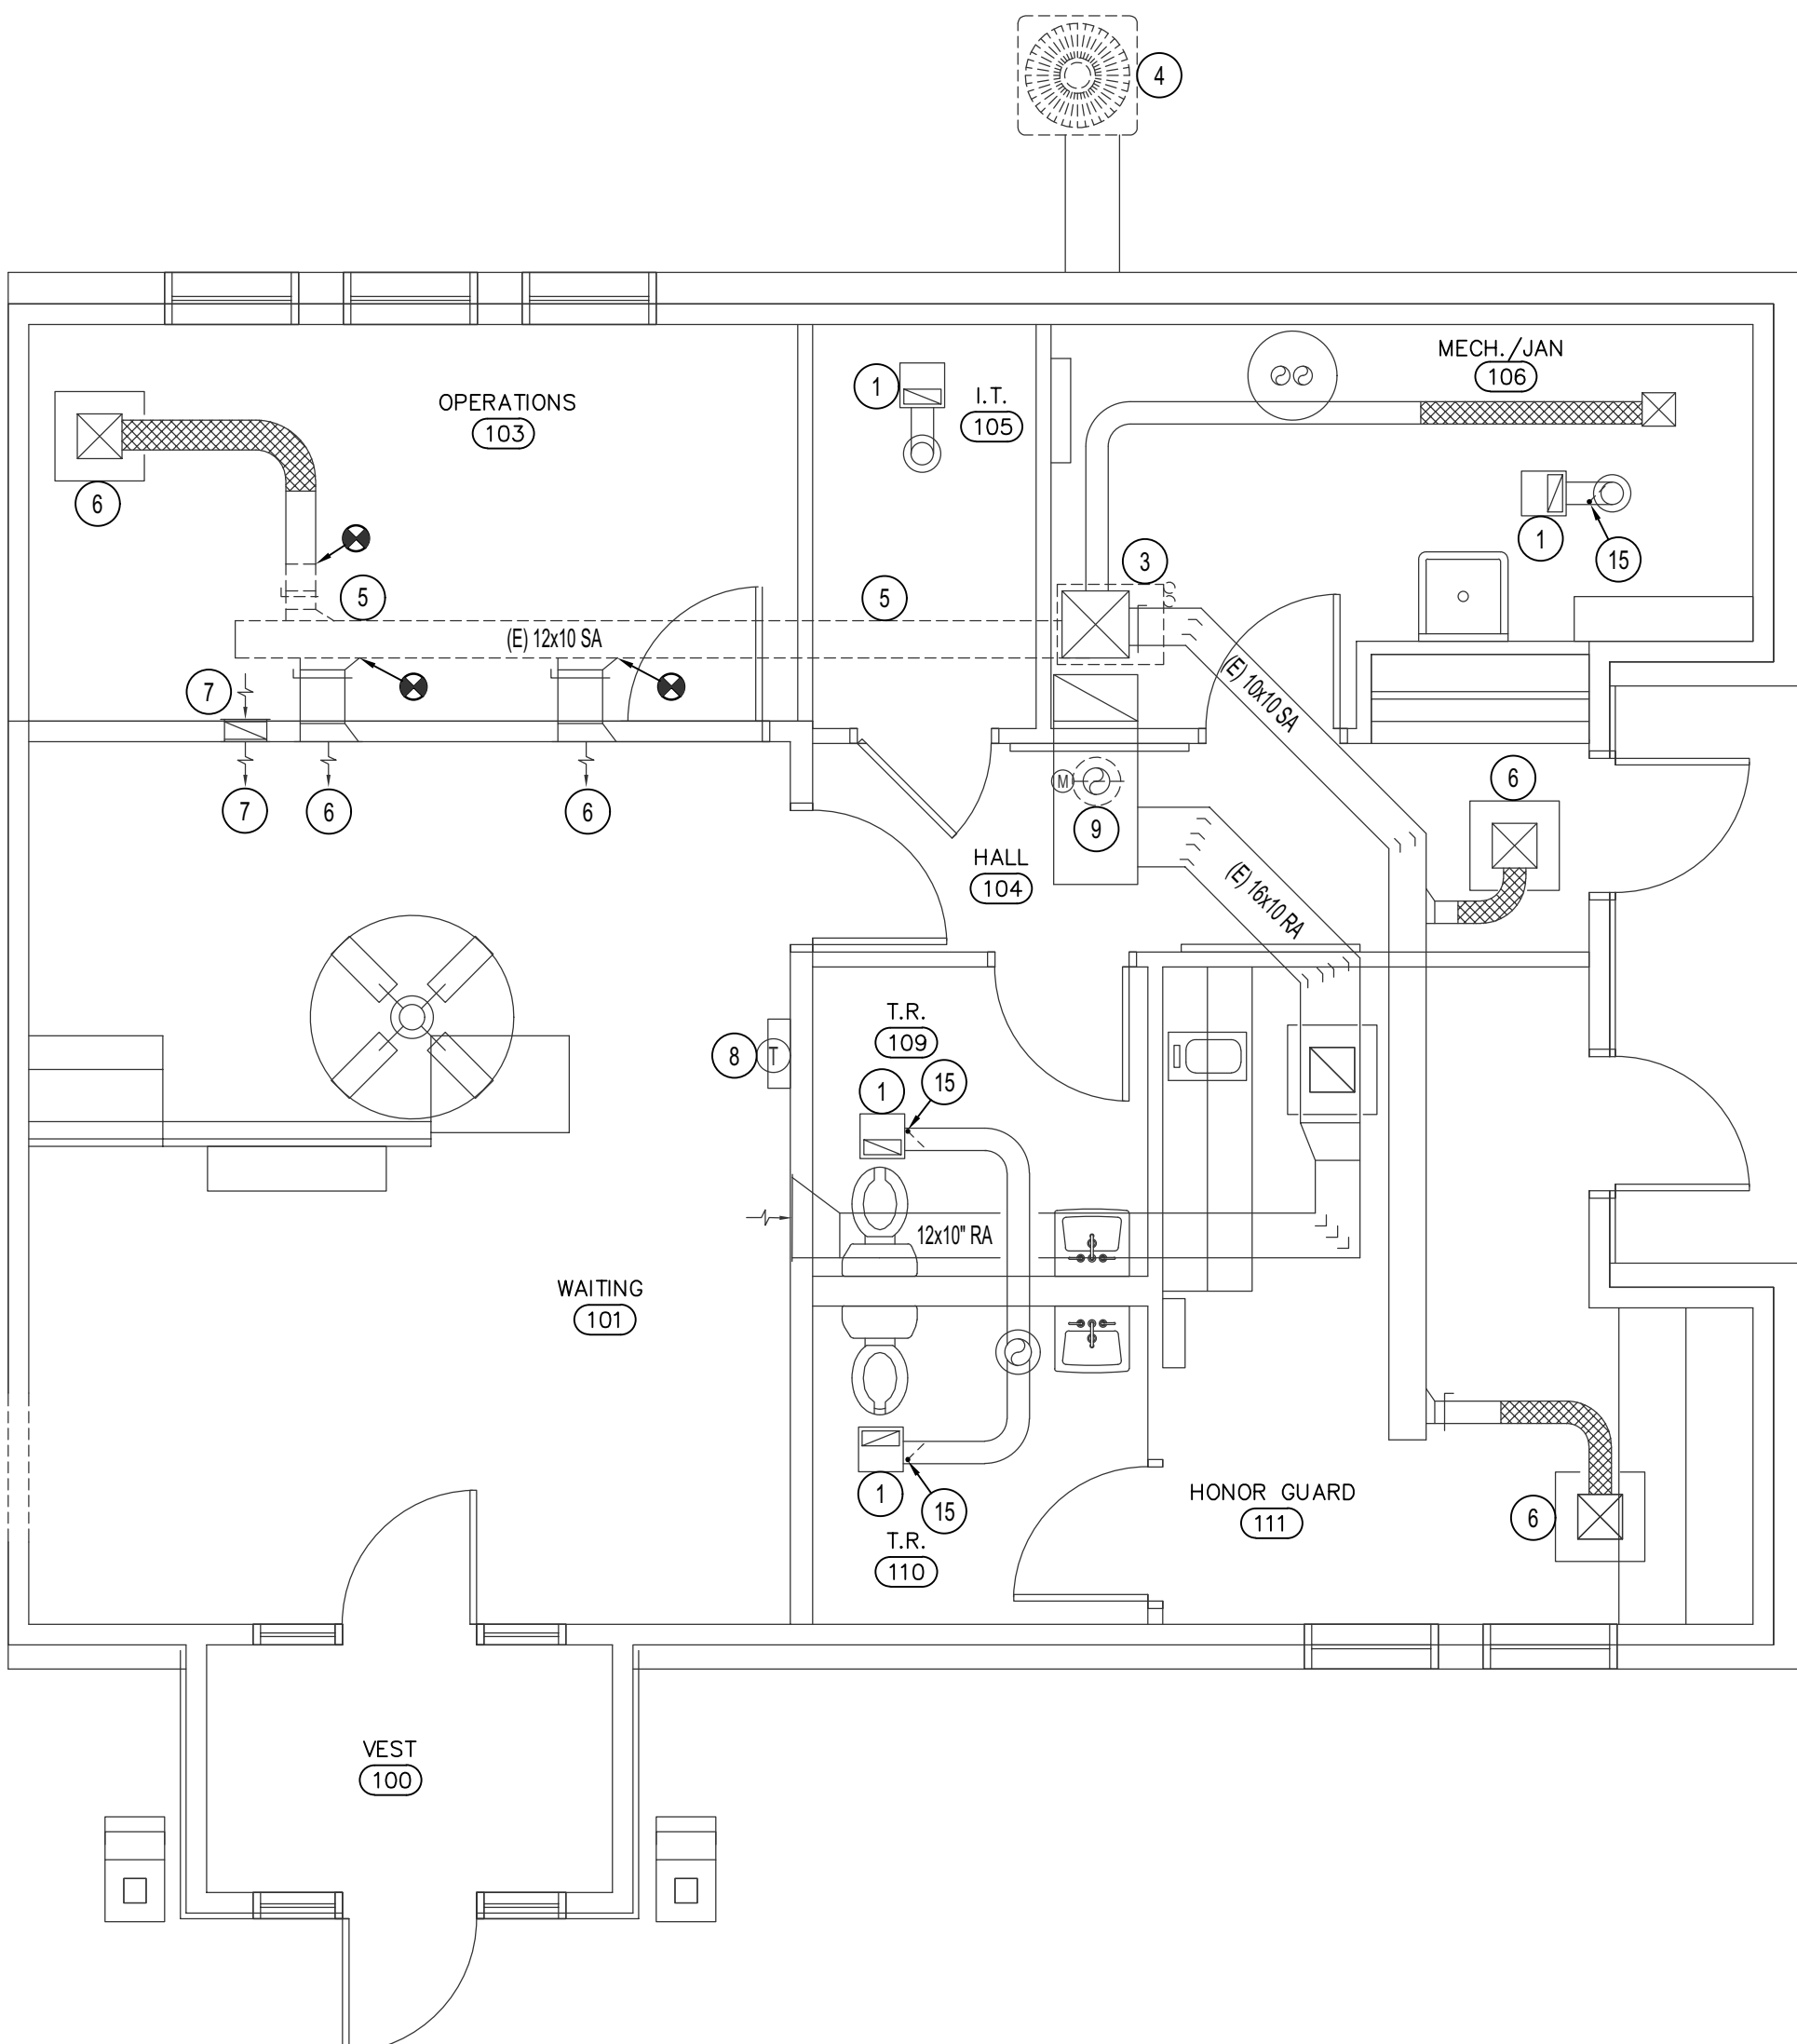 4
MECH./JAN
106
1
I.T.
105
OPERATIONS
103
6
1
15
3
5
5
(E) 12x10 SA
(E) 10x10 SA
7
7
6
6
6
M
9
HALL
104
(E) 16x10 RA
T.R.
109
8
T
1
15
12x10" RA
WAITING
101
1
15
HONOR GUARD
111
6
T.R.
110
VEST
100